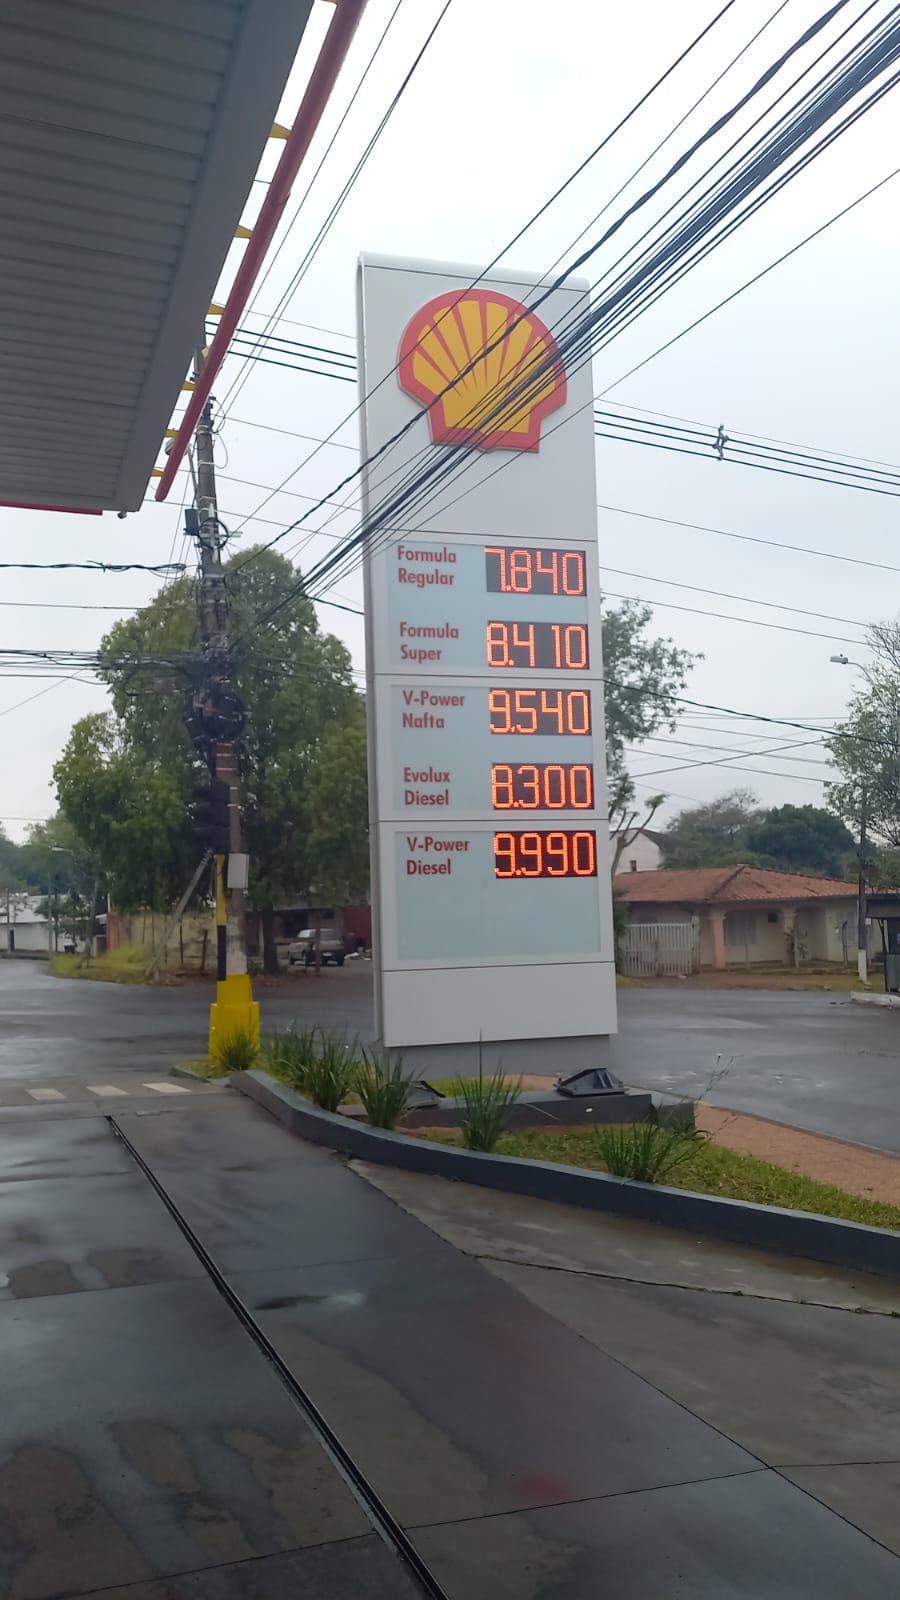 Formula
Regular 7.840
Formula
Super 8.410
V-Power
Nafta 9.540
Evolux
Diesel 8.300
V-Power
Diesel 9.990